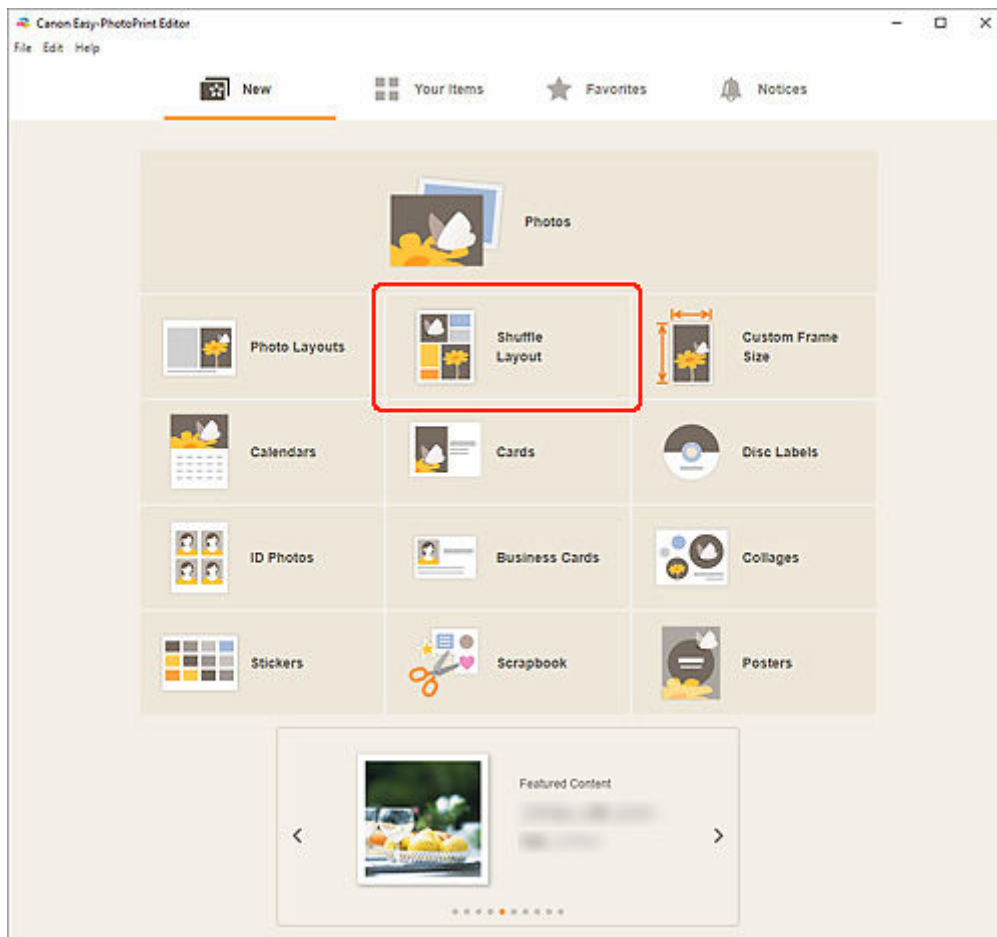 Canon Easy-PhotoPrint Editor
File Edit Help
New Your Items Favorites Notices
Photos
Photo Layouts
Shuffle
Layout
Custom Frame
Size
Calendars
Cards
Disc Labels
ID Photos
Business Cards
Collages
Stickers
Scrapbook
Posters
Featured Content